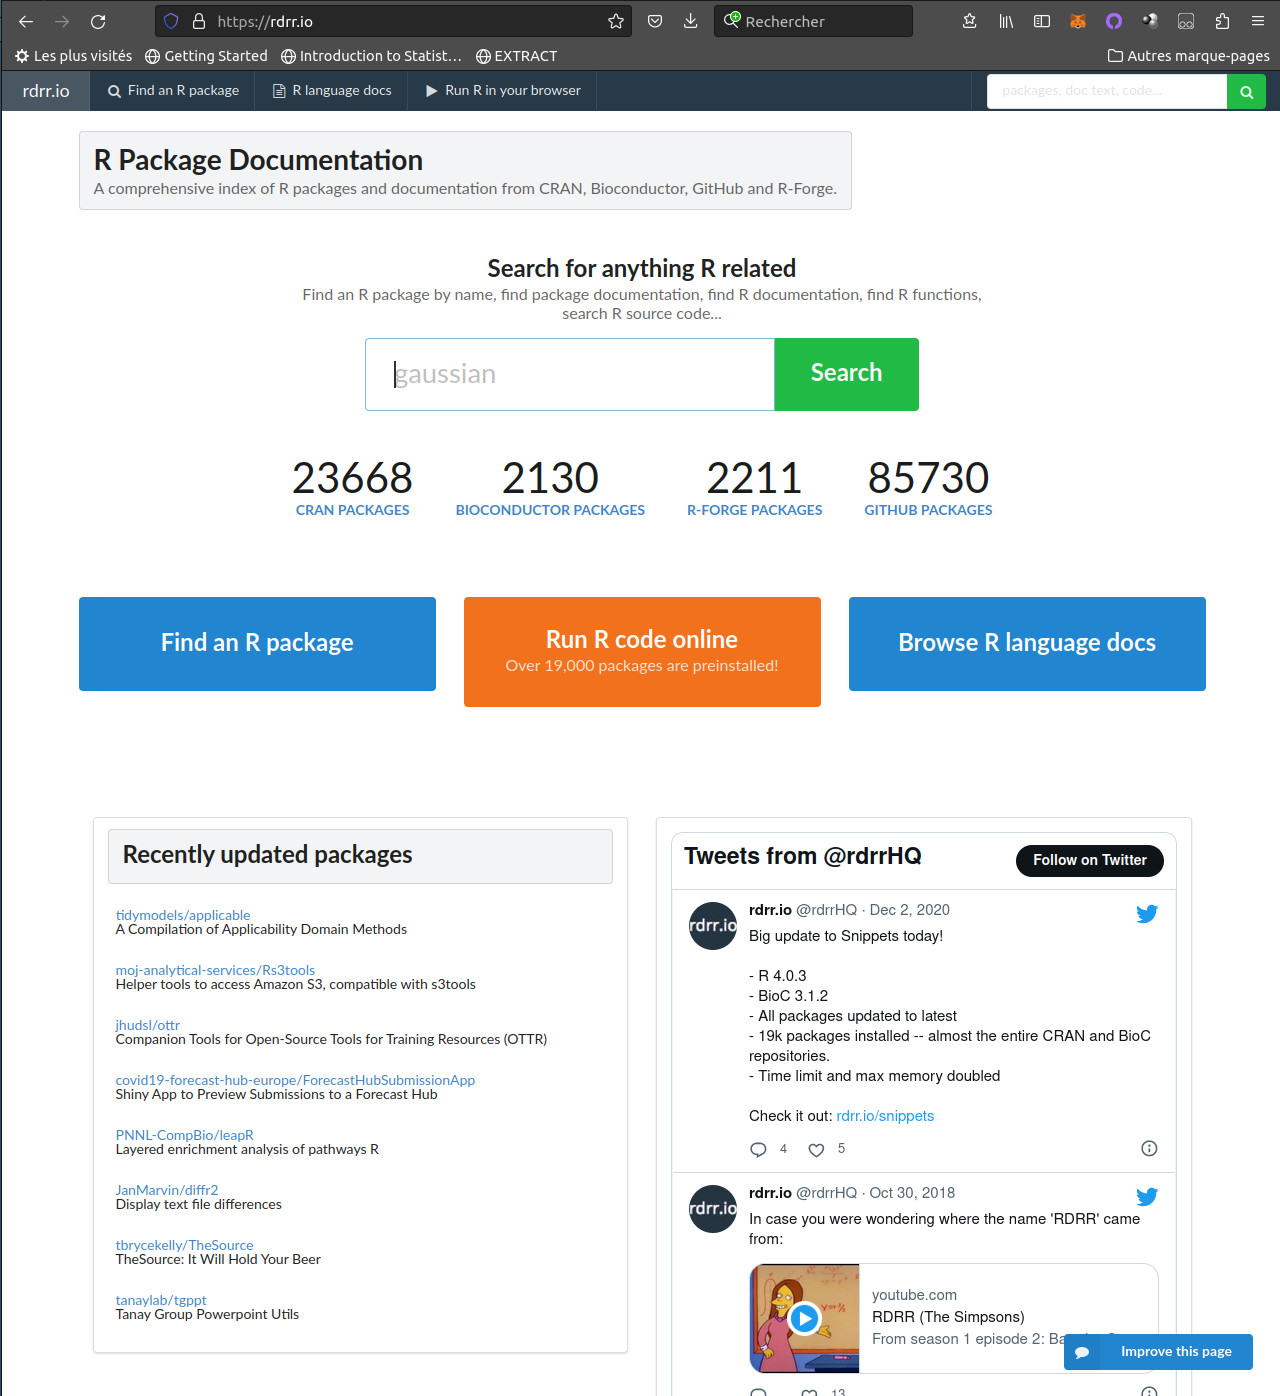 https://rdrr.io
Rechercher
Les plus visités
Getting Started
Introduction to Statist…
EXTRACT
Autres marque-pages
rdrr.io
Find an R package
R language docs
Run R in your browser
packages, doc text, code...
R Package Documentation
A comprehensive index of R packages and documentation from CRAN, Bioconductor, GitHub and R-Forge.
Search for anything R related
Find an R package by name, find package documentation, find R documentation, find R functions,
search R source code...
gaussian
Search
23668
CRAN PACKAGES
2130
BIOCONDUCTOR PACKAGES
2211
R-FORGE PACKAGES
85730
GITHUB PACKAGES
Find an R package
Run R code online
Over 19,000 packages are preinstalled!
Browse R language docs
Recently updated packages
tidymodels/applicable
A Compilation of Applicability Domain Methods
moj-analytical-services/Rs3tools
Helper tools to access Amazon S3, compatible with s3tools
jhudsl/ottr
Companion Tools for Open-Source Tools for Training Resources (OTTR)
covid19-forecast-hub-europe/ForecastHubSubmissionApp
Shiny App to Preview Submissions to a Forecast Hub
PNNL-CompBio/leapR
Layered enrichment analysis of pathways R
JanMarvin/diffr2
Display text file differences
tbrycekelly/TheSource
TheSource: It Will Hold Your Beer
tanaylab/tgppt
Tanay Group Powerpoint Utils
Tweets from @rdrrHQ
Follow on Twitter
rdrr.io
rdrr.io @rdrrHQ · Dec 2, 2020
Big update to Snippets today!
- R 4.0.3
- BioC 3.1.2
- All packages updated to latest
- 19k packages installed -- almost the entire CRAN and BioC
repositories.
- Time limit and max memory doubled
Check it out: rdrr.io/snippets
4
5
rdrr.io
rdrr.io @rdrrHQ · Oct 30, 2018
In case you were wondering where the name 'RDRR' came
from:
youtube.com
RDRR (The Simpsons)
From season 1 episode 2:
Improve this page
13